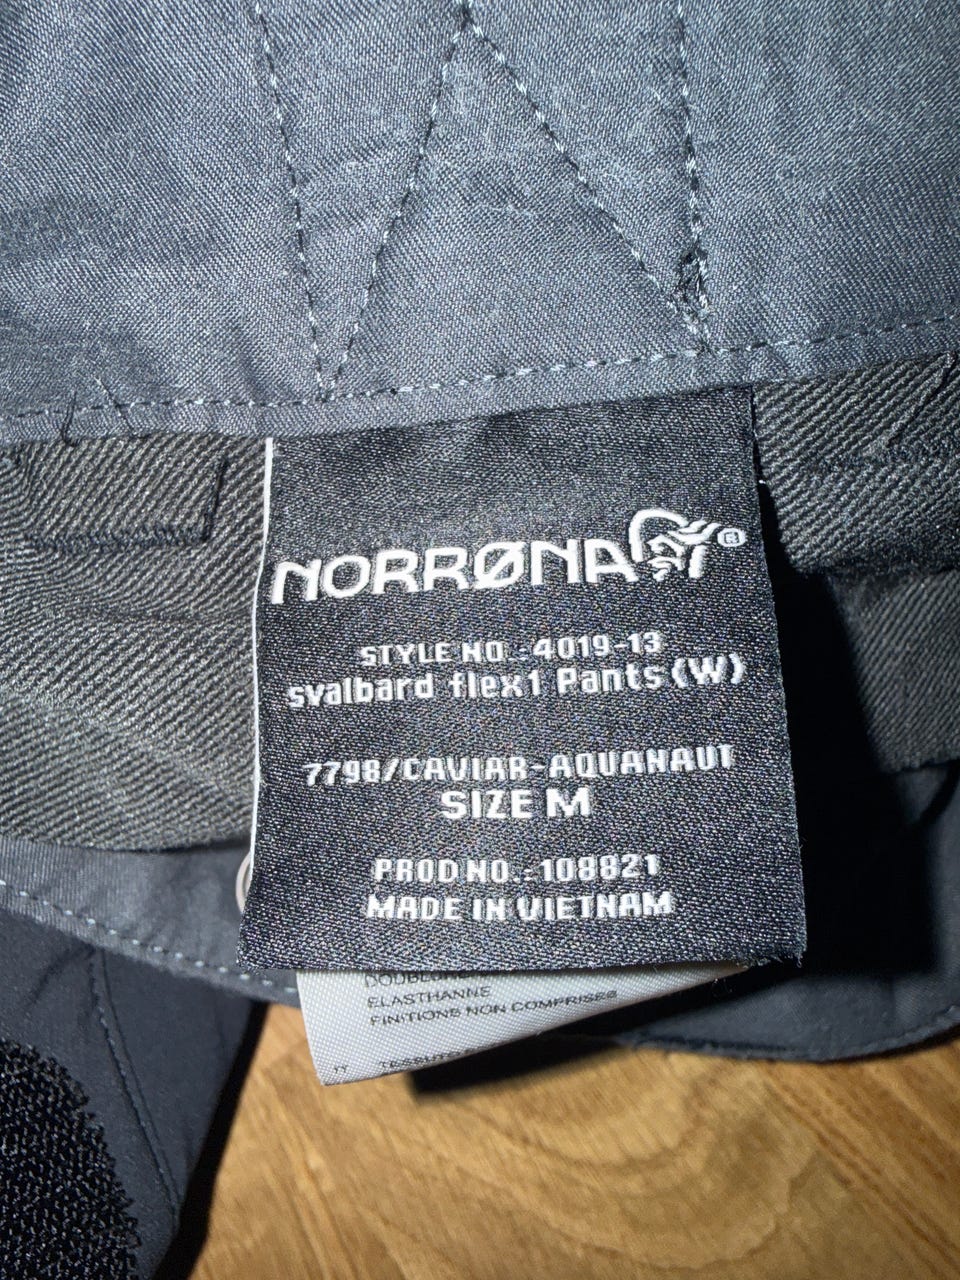 NORRØNA®
STYLE NO.:4019-13
svalbard flex1 Pants(W)
7798/CAVIAR-AQUANAUT
SIZE M
PROD NO.:108821
MADE IN VIETNAM
ELASTHANNE
FINITIONS NON COMPRISES
IT